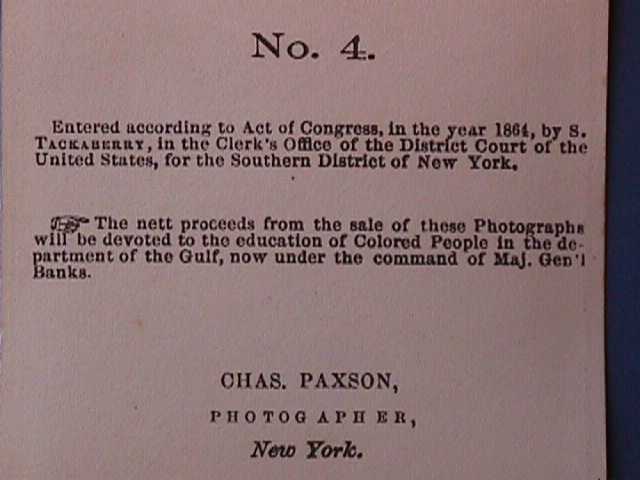 No. 4.
Entered according to Act of Congress, in the year 1864, by S.
TACKABERRY, in the Clerk's Office of the District Court of the
United States, for the Southern District of New York.
The nett proceeds from the sale of these Photographs
will be devoted to the education of Colored People in the de-
partment of the Gulf, now under the command of Maj. Gen'l
Banks.
CHAS. PAXSON,
PHOTOGRAPHER,
New York.